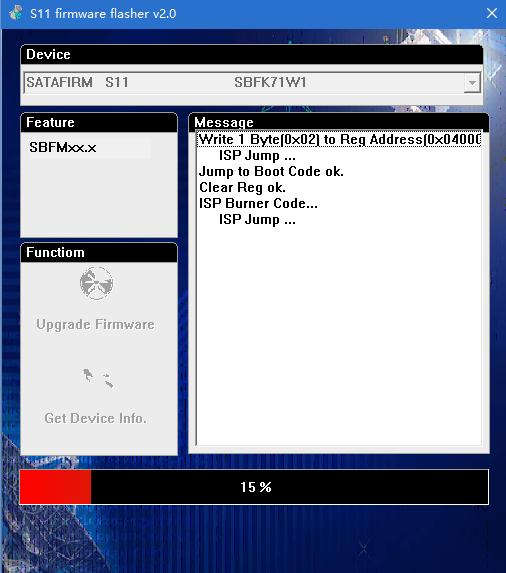 S11 firmware flasher v2.0
Device
SATAFIRM S11 SBFK71W1
Feature
SBFMxx.x
Message
Write 1 Byte(0x02) to Reg Address(0x0400
ISP Jump ...
Jump to Boot Code ok.
Clear Reg ok.
ISP Burner Code...
ISP Jump ...
Functiom
Upgrade Firmware
Get Device Info.
15 %